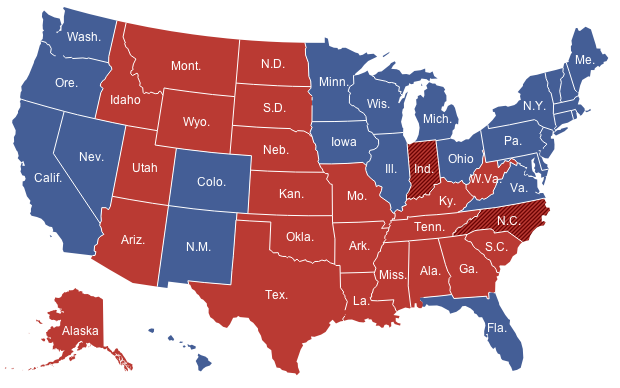 Wash.
Ore.
Calif.
Nev.
Idaho
Mont.
Wyo.
Utah
Colo.
Ariz.
N.M.
N.D.
S.D.
Neb.
Kan.
Okla.
Tex.
Minn.
Iowa
Mo.
Ark.
La.
Wis.
Ill.
Mich.
Ind.
Ohio
Ky.
Tenn.
Miss.
Ala.
Ga.
Fla.
S.C.
N.C.
Va.
W.Va
Pa.
N.Y.
Me.
Alaska